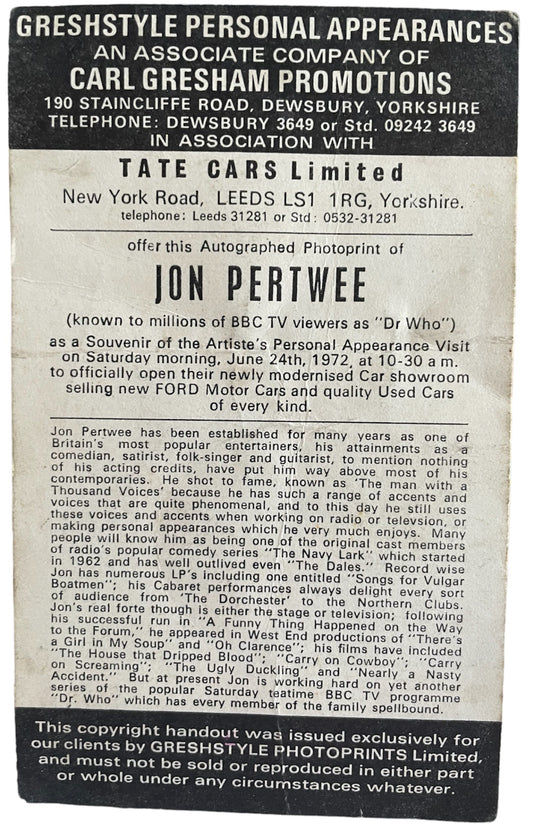 GRESHSTYLE PERSONAL APPEARANCES
AN ASSOCIATE COMPANY OF
CARL GRESHAM PROMOTIONS
190 STAINCLIFFE ROAD, DEWSBURY, YORKSHIRE
TELEPHONE: DEWSBURY 3649 or Std. 09242 3649
IN ASSOCIATION WITH
TATE CARS Limited
New York Road, LEEDS LS1 1RG, Yorkshire.
telephone: Leeds 31281 or Std: 0532-31281
offer this Autographed Photoprint of
JON PERTWEE
(known to millions of BBC TV viewers as "Dr Who")
as a Souvenir of the Artiste's Personal Appearance Visit
on Saturday morning, June 24th, 1972, at 10-30 a m.
to officially open their newly modernised Car showroom
selling new FORD Motor Cars and quality Used Cars
of every kind.
Jon Pertwee has been established for many years as one of
Britain's most popular entertainers, his attainments as a
comedian, satirist, folk-singer and guitarist, to mention nothing
of his acting credits, have put him way above most of his
contemporaries. He shot to fame, known as 'The man with a
Thousand Voices' because he has such a range of accents and
voices that are quite phenomenal, and to this day he still uses
these voices and accents when working on radio or televsion, or
making personal appearances which he very much enjoys. Many
people will know him as being one of the original cast members
of radio's popular comedy series "The Navy Lark" which started
in 1962 and has well outlived even "The Dales." Record wise
Jon has numerous LP's including one entitled "Songs for Vulgar
Boatmen"; his Cabaret performances always delight every sort
of audience from 'The Dorchester' to the Northern Clubs.
Jon's real forte though is either the stage or television; following
his successful run in "A Funny Thing Happened on the Way
to the Forum," he appeared in West End productions of "There's
a Girl in My Soup" and "Oh Clarence"; his films have included
"The House that Dripped Blood"; "Carry on Cowboy"; "Carry
on Screaming"; "The Ugly Duckling" and "Nearly a Nasty
Accident." But at present Jon is working hard on yet another
series of the popular Saturday teatime BBC TV programme
"Dr. Who" which has every member of the family spellbound.
This copyright handout was issued exclusively for
our clients by GRESHSTYLE PHOTOPRINTS Limited,
and must not be sold or reproduced in either part
or whole under any circumstances whatever.